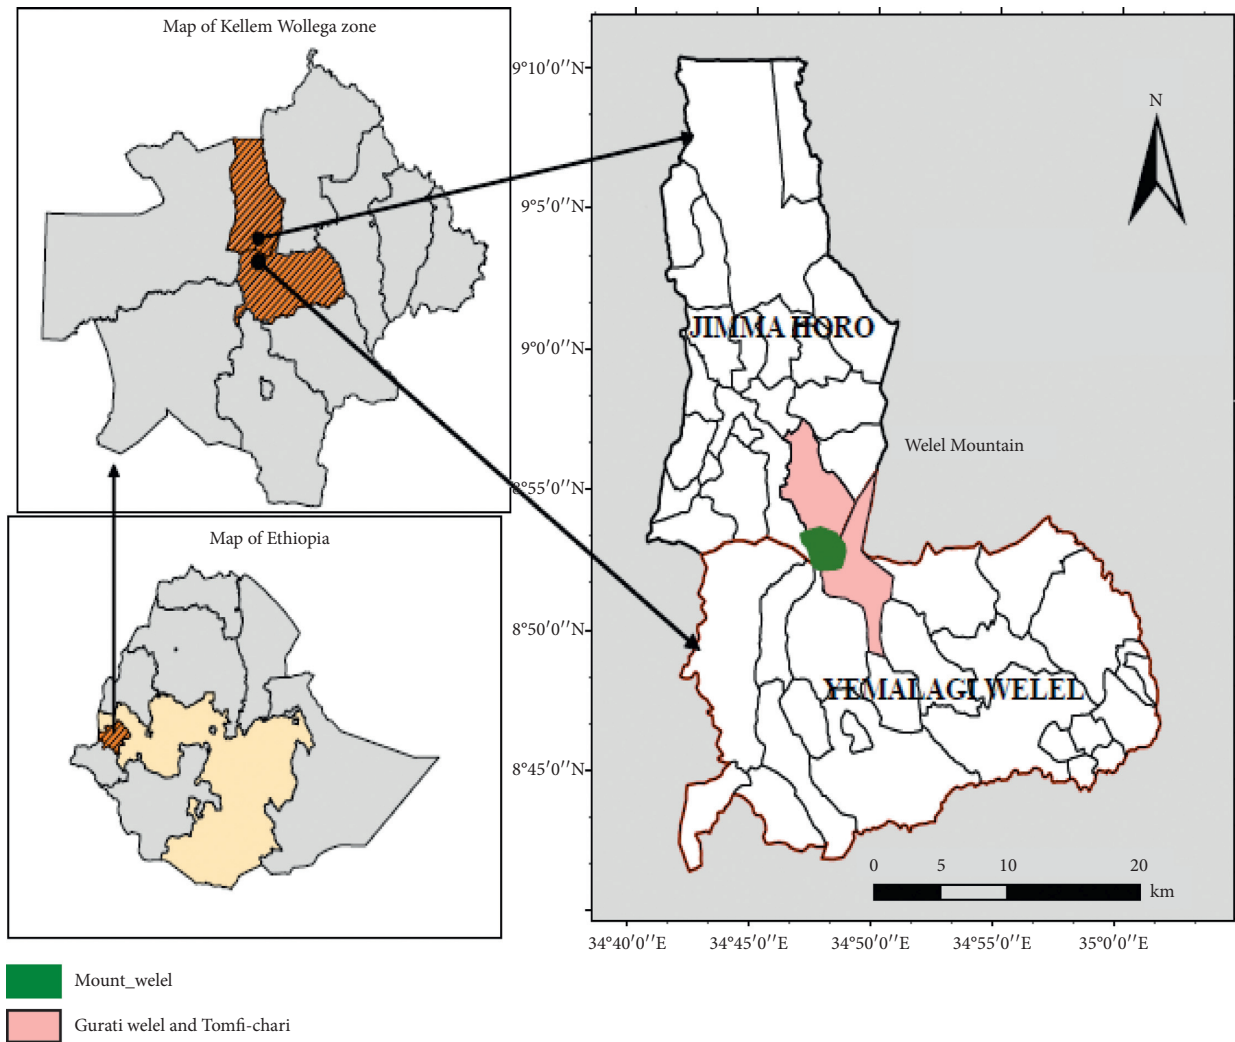 Map of Kellem Wollega zone
Map of Ethiopia
9°10′0′′N
9°5′0′′N
9°0′0′′N
8°55′0′′N
8°50′0′′N
8°45′0′′N
N
JIMMA HORO
Welel Mountain
YEMALAGI WELEL
0 5 10 20
km
34°40′0′′E 34°45′0′′E 34°50′0′′E 34°55′0′′E 35°0′0′′E
Mount_welel
Gurati welel and Tomfi-chari